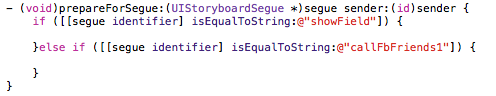 - (void)prepareForSegue:(UIStoryboardSegue *)segue sender:(id)sender {
    if ([[segue identifier] isEqualToString:@"showField"]) {

    }else if ([[segue identifier] isEqualToString:@"callFbFriends1"]) {

    }
}